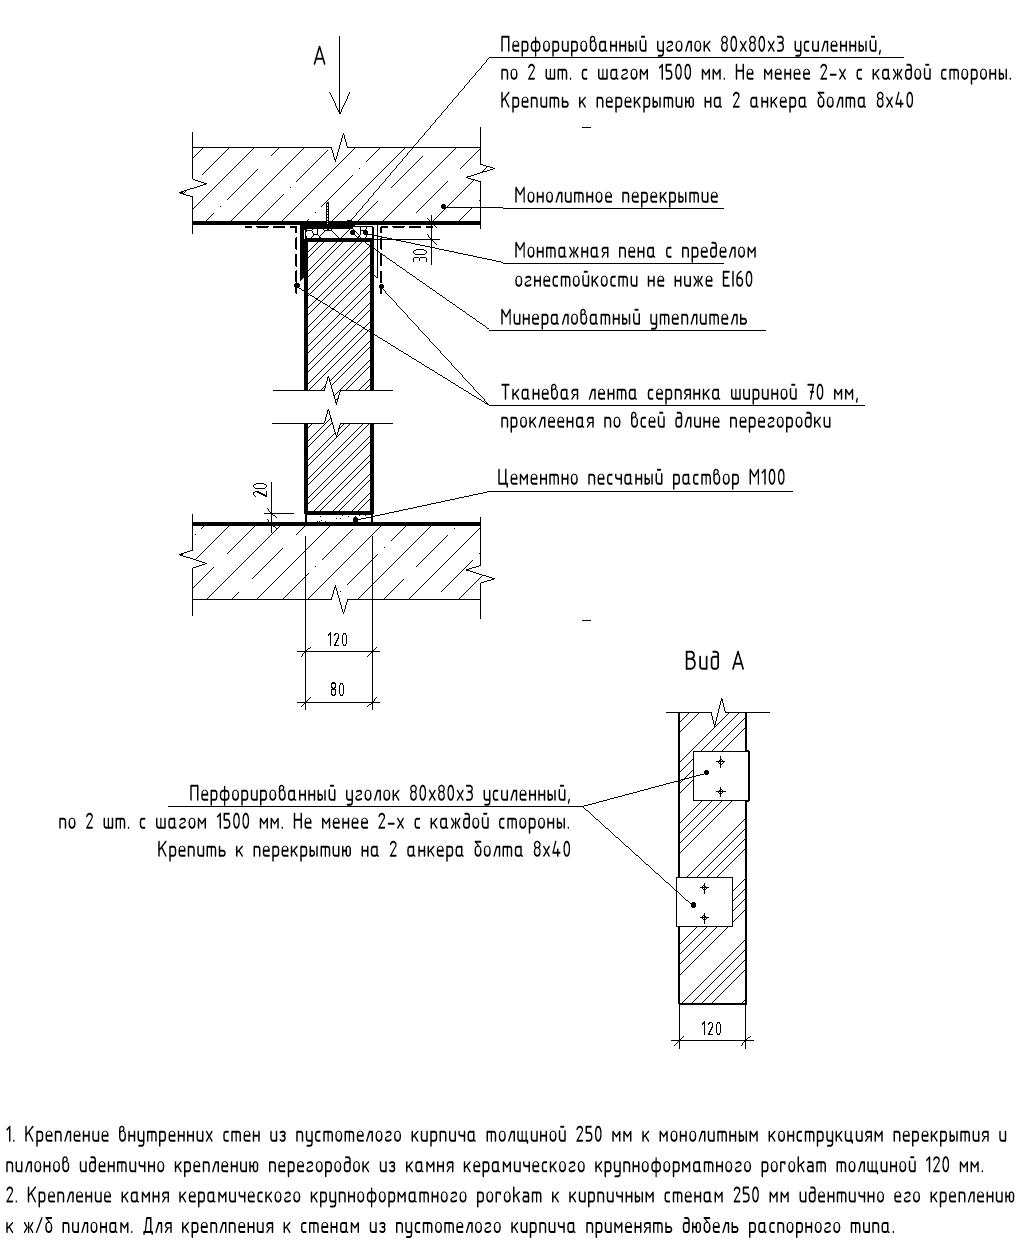 А
Перфорированный уголок 80х80х3 усиленный,
по 2 шт. с шагом 1500 мм. Не менее 2-х с каждой стороны.
Крепить к перекрытию на 2 анкера болта 8х40
Монолитное перекрытие
Монтажная пена с пределом
огнестойкости не ниже EI60
30
Минераловатный утеплитель
Тканевая лента серпянка шириной 70 мм,
проклееная по всей длине перегородки
Цементно песчаный раствор М100
20
120
80
Вид А
Перфорированный уголок 80х80х3 усиленный,
по 2 шт. с шагом 1500 мм. Не менее 2-х с каждой стороны.
Крепить к перекрытию на 2 анкера болта 8х40
120
1. Крепление внутренних стен из пустотелого кирпича толщиной 250 мм к монолитным конструкциям перекрытия и
пилонов идентично креплению перегородок из камня керамического крупноформатного рогокат толщиной 120 мм.
2. Крепление камня керамического крупноформатного рогокат к кирпичным стенам 250 мм идентично его креплению
к ж/б пилонам. Для креплпения к стенам из пустотелого кирпича применять дюбель распорного типа.